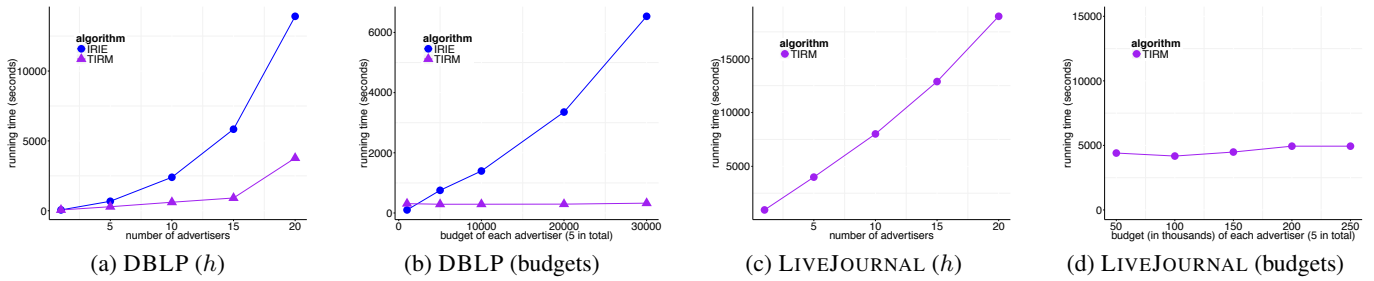 running time (seconds)
10000
5000
0
algorithm
IRIE
TIRM
5
10
15
20
number of advertisers
(a) DBLP (h)
running time (seconds)
6000
4000
2000
0
algorithm
IRIE
TIRM
0
10000
20000
30000
budget of each advertiser (5 in total)
(b) DBLP (budgets)
running time (seconds)
15000
10000
5000
algorithm
TIRM
5
10
15
20
number of advertisers
(c) LIVEJOURNAL (h)
running time (seconds)
15000
10000
5000
0
algorithm
TIRM
50
100
150
200
250
budget (in thousands) of each advertiser (5 in total)
(d) LIVEJOURNAL (budgets)